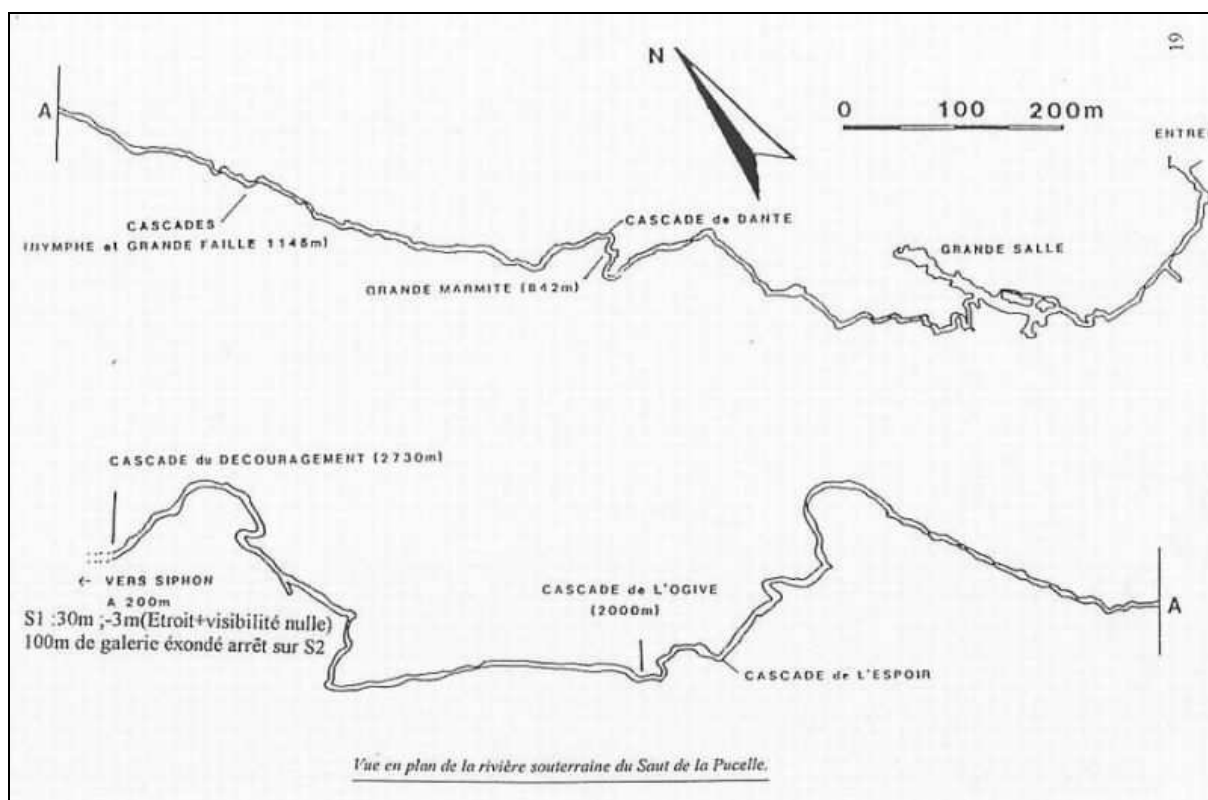 19
N
0 100 200m
ENTREE
A
CASCADES
(NYMPHE et GRANDE FAILLE 1145m)
CASCADE de DANTE
GRANDE MARMITE (842m)
GRANDE SALLE
CASCADE du DECOURAGEMENT (2730m)
← VERS SIPHON
A 200m
S1 :30m ;-3m(Etroit+visibilité nulle)
100m de galerie éxondé arrêt sur S2
CASCADE de L'OGIVE
(2000m)
A
CASCADE de L'ESPOIR
Vue en plan de la rivière souterraine du Saut de la Pucelle.